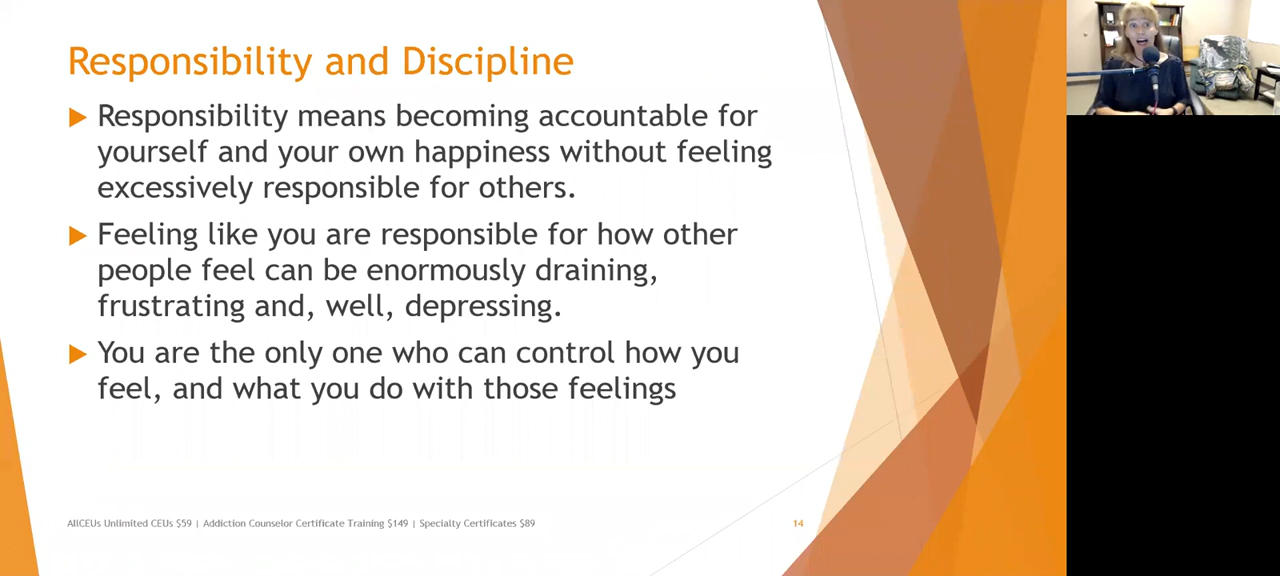 Responsibility and Discipline
Responsibility means becoming accountable for
yourself and your own happiness without feeling
excessively responsible for others.
Feeling like you are responsible for how other
people feel can be enormously draining,
frustrating and, well, depressing.
You are the only one who can control how you
feel, and what you do with those feelings
AllCEUs Unlimited CEUs $59 | Addiction Counselor Certificate Training $149 | Specialty Certificates $89
14